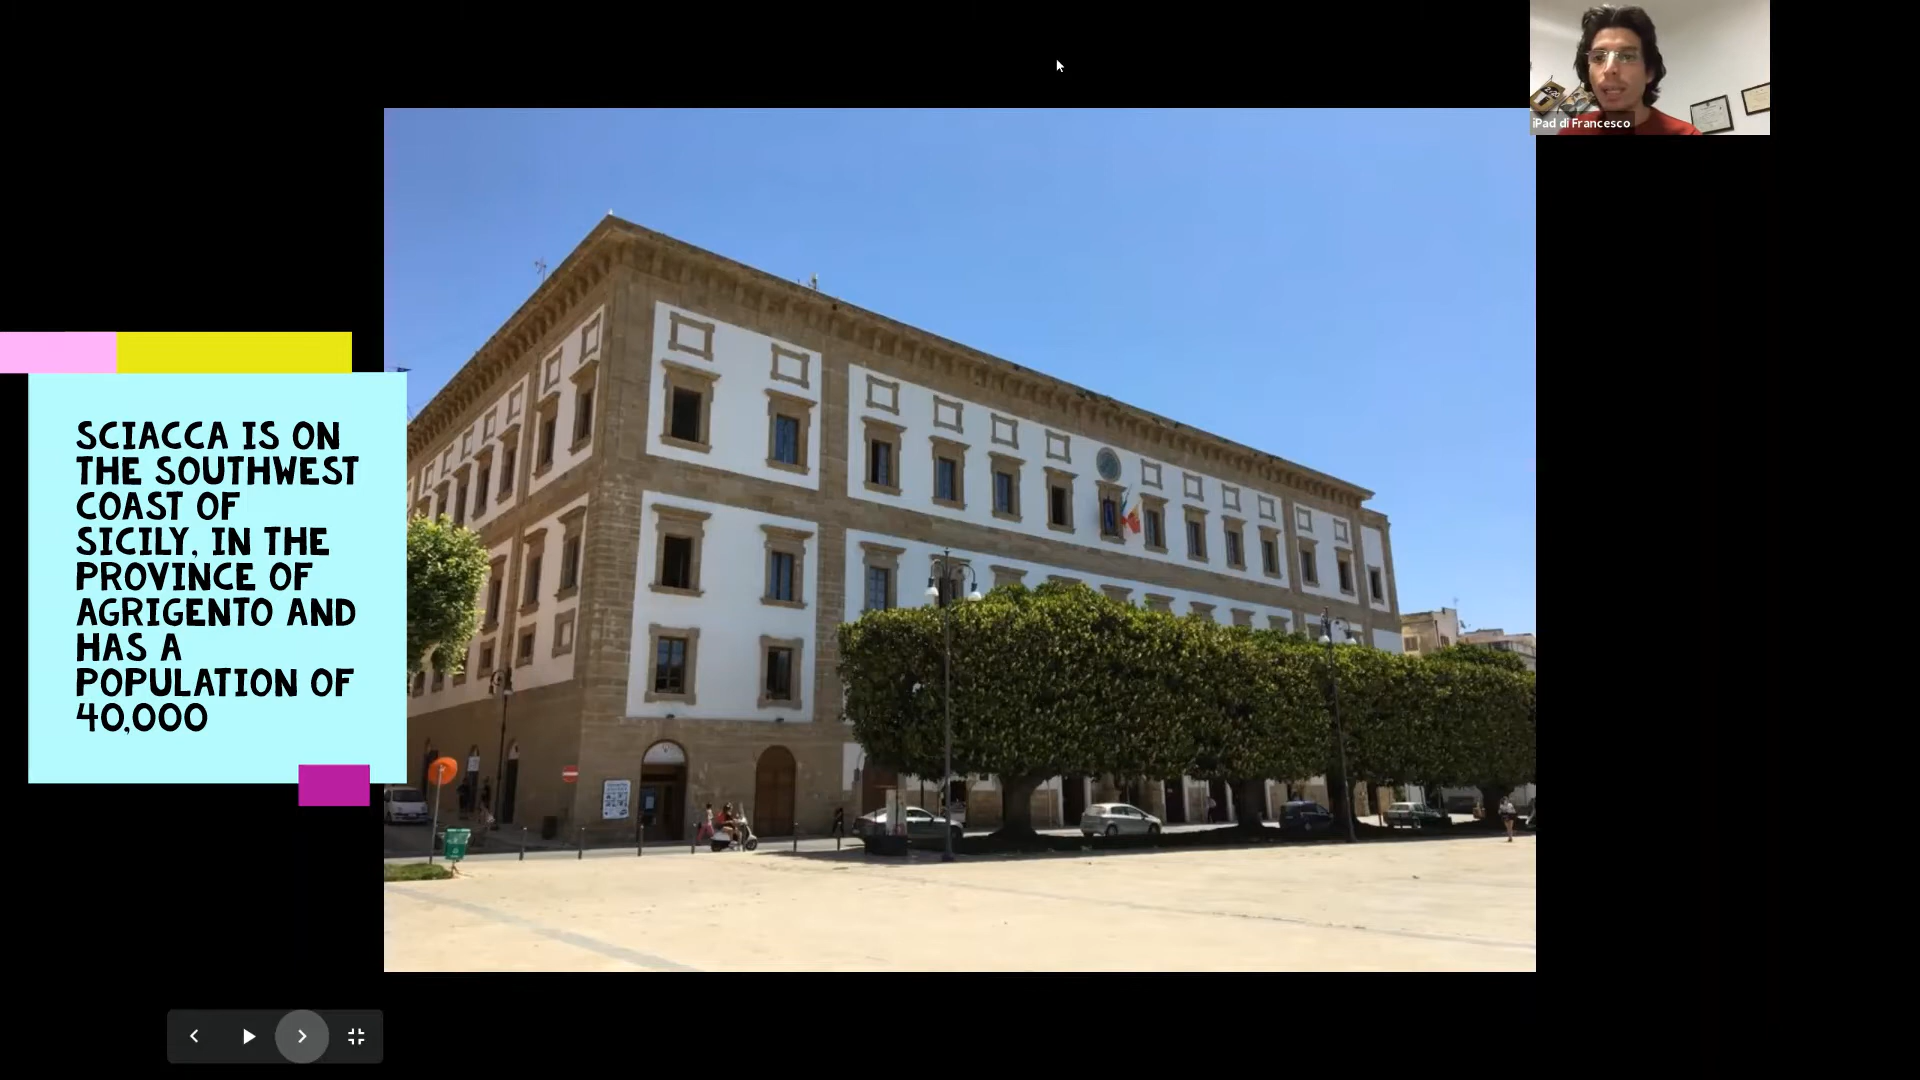 iPad di Francesco
SCIACCA IS ON
THE SOUTHWEST
COAST OF
SICILY, IN THE
PROVINCE OF
AGRIGENTO AND
HAS A
POPULATION OF
40,000